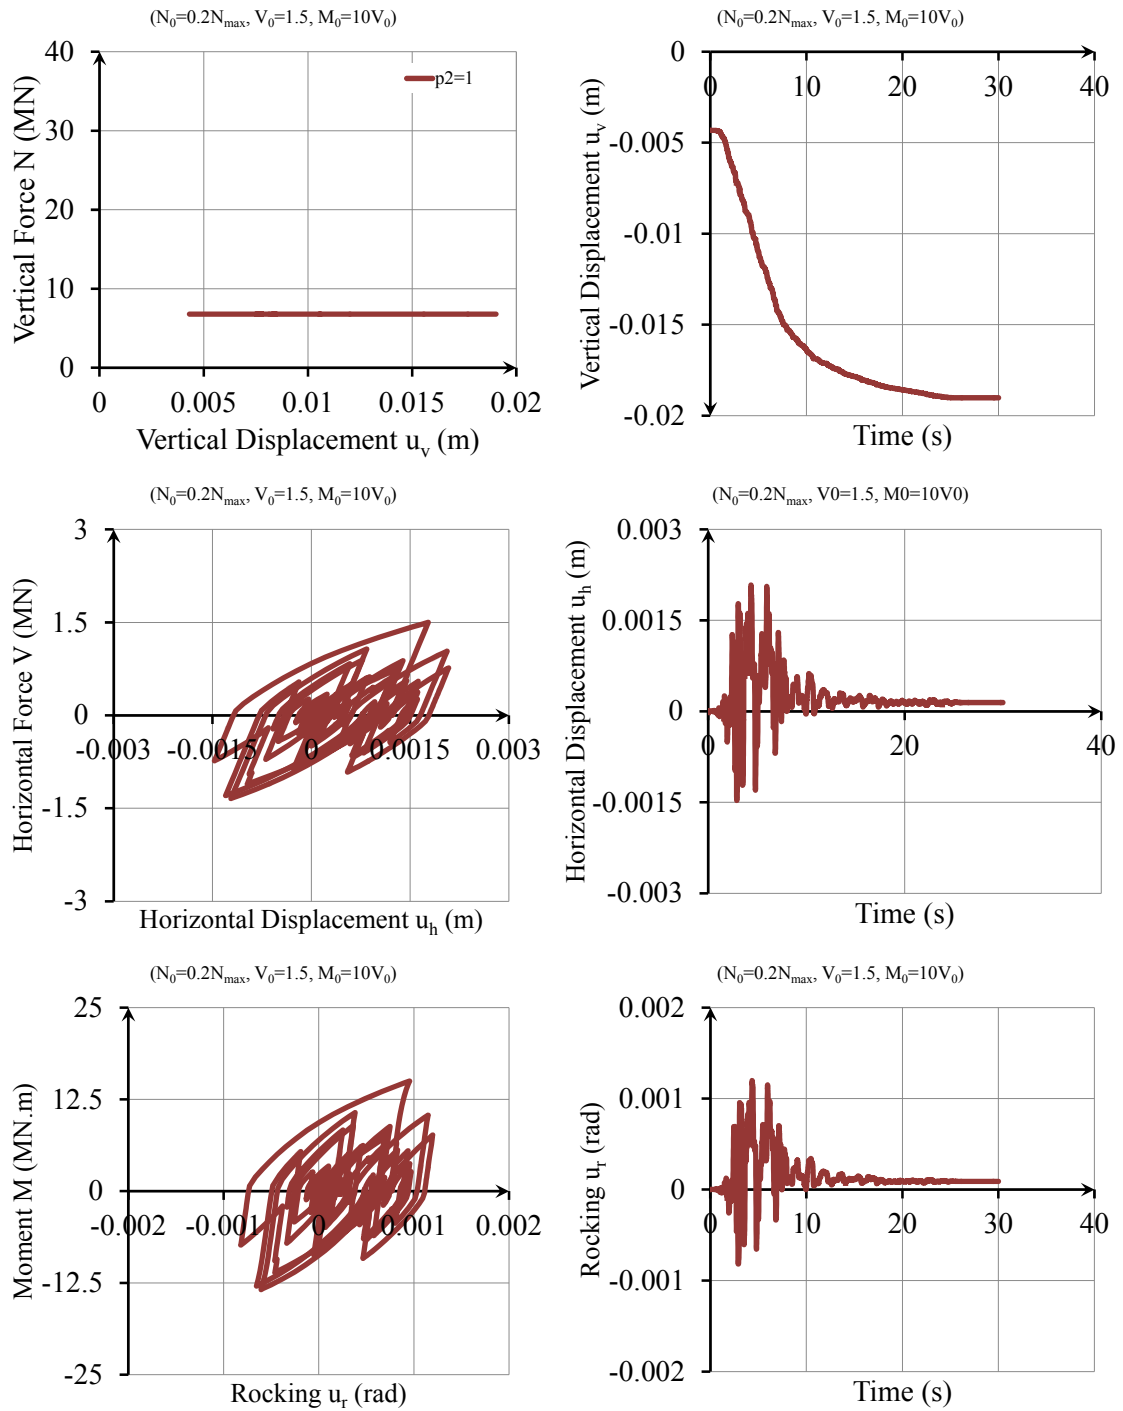 (N₀=0.2Nₘₐₓ, V₀=1.5, M₀=10V₀)
40
30
20
10
0
Vertical Force N (MN)
p2=1
0 0.005 0.01 0.015 0.02
Vertical Displacement uᵥ (m)
(N₀=0.2Nₘₐₓ, V₀=1.5, M₀=10V₀)
0
-0.005
-0.01
-0.015
-0.02
Vertical Displacement uᵥ (m)
0 10 20 30 40
Time (s)
(N₀=0.2Nₘₐₓ, V₀=1.5, M₀=10V₀)
3
1.5
0
-1.5
-3
Horizontal Force V (MN)
-0.003 -0.0015 0 0.0015 0.003
Horizontal Displacement uₕ (m)
(N₀=0.2Nₘₐₓ, V0=1.5, M0=10V0)
0.003
0.0015
0
-0.0015
-0.003
Horizontal Displacement uₕ (m)
0 20 40
Time (s)
(N₀=0.2Nₘₐₓ, V₀=1.5, M₀=10V₀)
25
12.5
0
-12.5
-25
Moment M (MN.m)
-0.002 -0.001 0 0.001 0.002
Rocking uᵣ (rad)
(N₀=0.2Nₘₐₓ, V₀=1.5, M₀=10V₀)
0.002
0.001
0
-0.001
-0.002
Rocking uᵣ (rad)
0 10 20 30 40
Time (s)